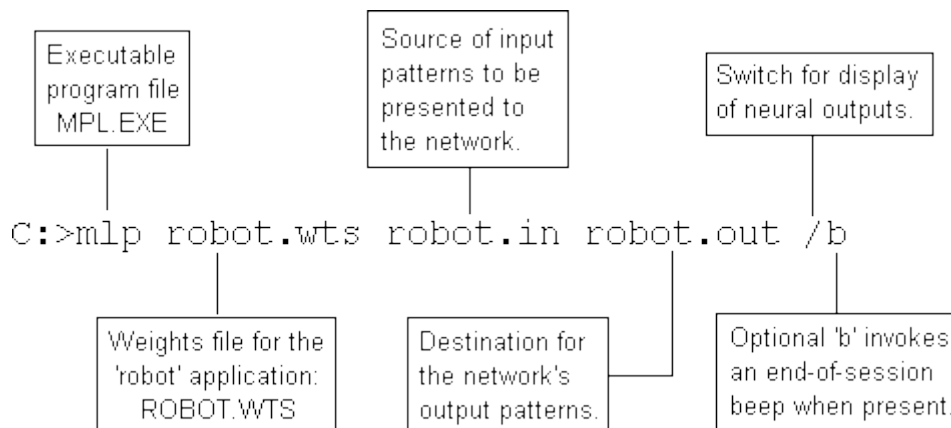 Executable
program file
MPL.EXE
Source of input
patterns to be
presented to
the network.
Switch for display
of neural outputs.
C:>mlp robot.wts robot.in robot.out /b
Weights file for the
'robot' application:
ROBOT.WTS
Destination for
the network's
output patterns.
Optional 'b' invokes
an end-of-session
beep when present.